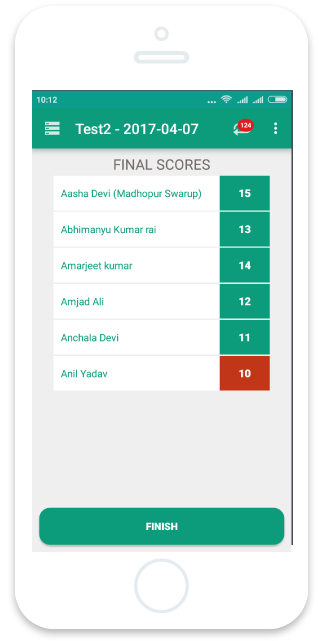 10:12
Test2 - 2017-04-07
124
FINAL SCORES
Aasha Devi (Madhopur Swarup) 15
Abhimanyu Kumar rai 13
Amarjeet kumar 14
Amjad Ali 12
Anchala Devi 11
Anil Yadav 10
FINISH